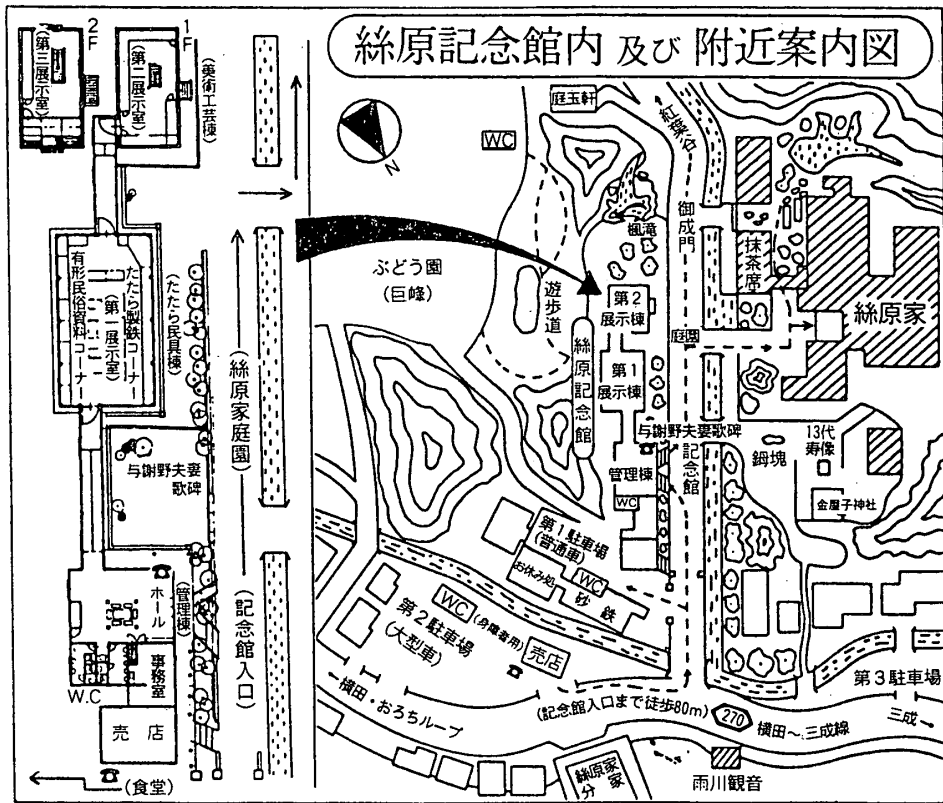 絲原記念館内 及び 附近案内図
2F
(第三展示室)
1F
(第二展示室)
(美術工芸棟)
有形民俗資料コーナー
(第一展示室)
たたら製鉄コーナー
(たたら民具棟)
与謝野夫妻
歌碑
ホール
(管理棟)
事務室
W.C
売店
(食堂)
(絲原家庭園)
(記念館入口)
N
WC
庭玉軒
紅葉谷
御成門
楓滝
ぶどう園
(巨峰)
遊歩道
第2
展示棟
第1
展示棟
絲原記念館
庭園
抹茶席
絲原家
与謝野夫妻歌碑
管理棟
WC
記念館
鉧塊
13代
寿像
金屋子神社
第1駐車場
(普通車)
お休み処
WC
砂鉄
第2駐車場
(大型車)
WC
(身障者用)
売店
第3駐車場
←横田・おろちループ
(記念館入口まで徒歩80m)
270
横田~三成線
三成→
絲原家
分家
雨川観音